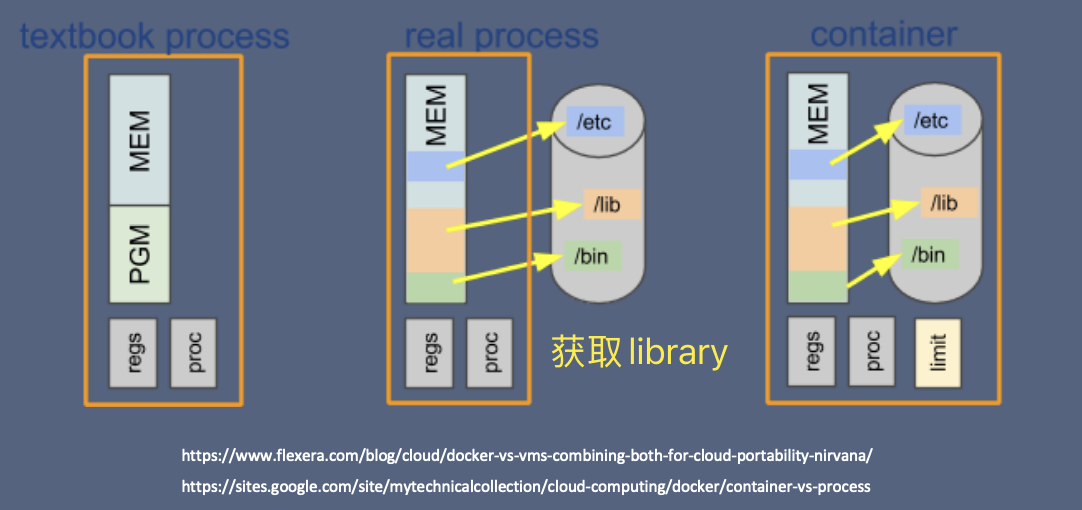 textbook process
real process
container
MEM
PGM
regs
proc
MEM
/etc
/lib
/bin
regs
proc
获取 library
MEM
/etc
/lib
/bin
regs
proc
limit
https://www.flexera.com/blog/cloud/docker-vs-vms-combining-both-for-cloud-portability-nirvana/
https://sites.google.com/site/mytechnicalcollection/cloud-computing/docker/container-vs-process